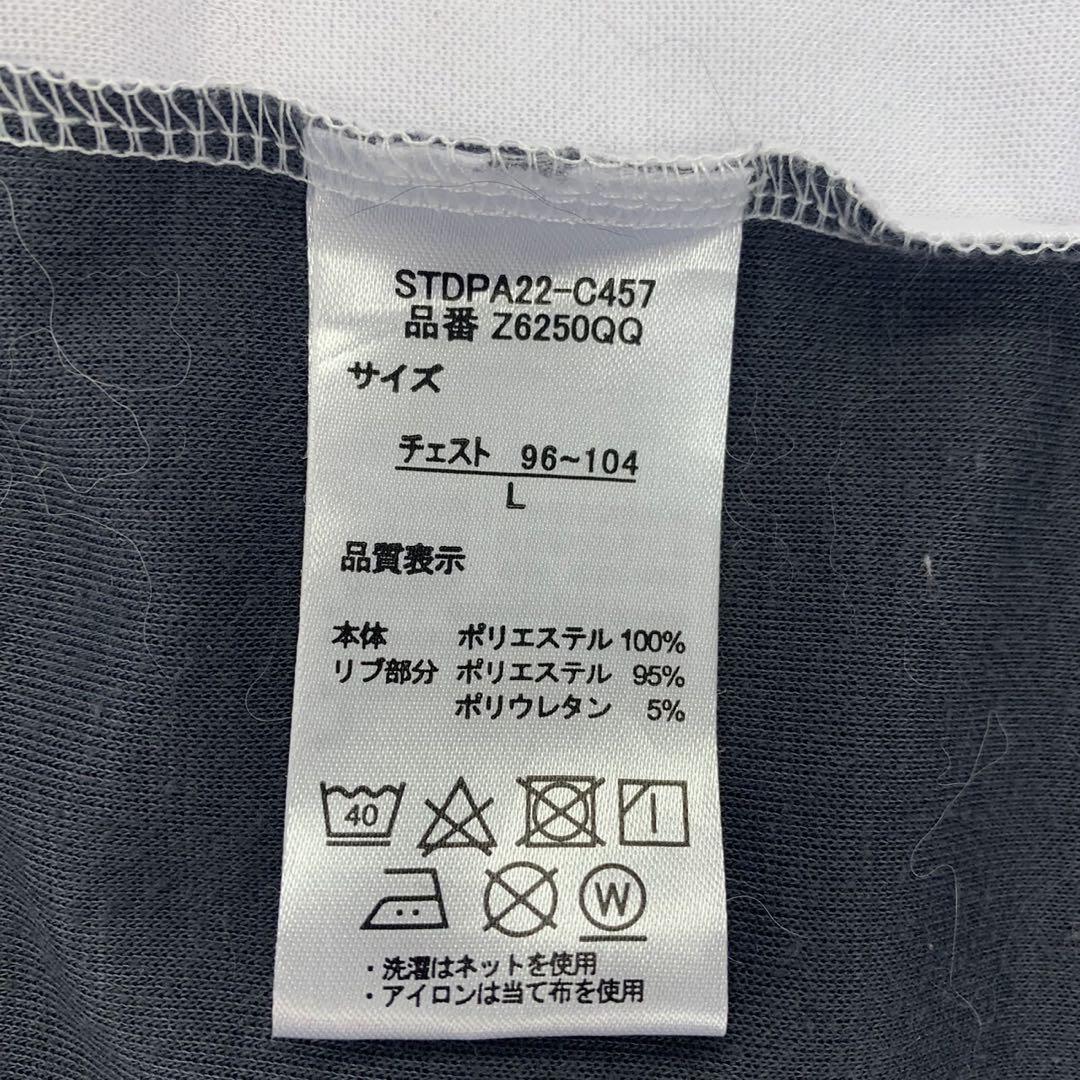 STDPA22-C457
品番 Z6250QQ
サイズ
チェスト 96~104
L
品質表示
本体 ポリエステル 100%
リブ部分 ポリエステル 95%
ポリウレタン 5%
40
W
・洗濯はネットを使用
・アイロンは当て布を使用